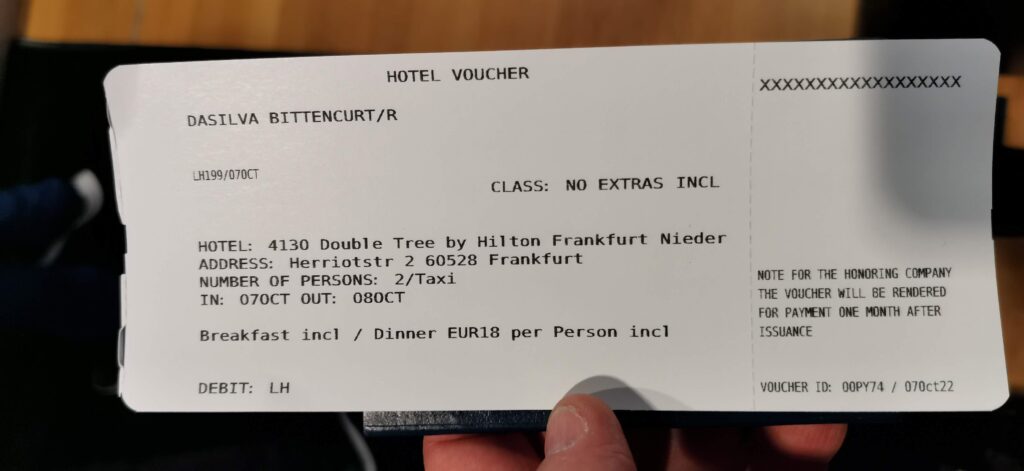 HOTEL VOUCHER
XXXXXXXXXXXXXXXXXXX
DASILVA BITTENCURT/R
LH199/07OCT
CLASS: NO EXTRAS INCL
HOTEL: 4130 Double Tree by Hilton Frankfurt Nieder
ADDRESS: Herriotstr 2 60528 Frankfurt
NUMBER OF PERSONS: 2/Taxi
IN: 07OCT OUT: 08OCT
Breakfast incl / Dinner EUR18 per Person incl
DEBIT: LH
NOTE FOR THE HONORING COMPANY
THE VOUCHER WILL BE RENDERED
FOR PAYMENT ONE MONTH AFTER
ISSUANCE
VOUCHER ID: 00PY74 / 07Oct22